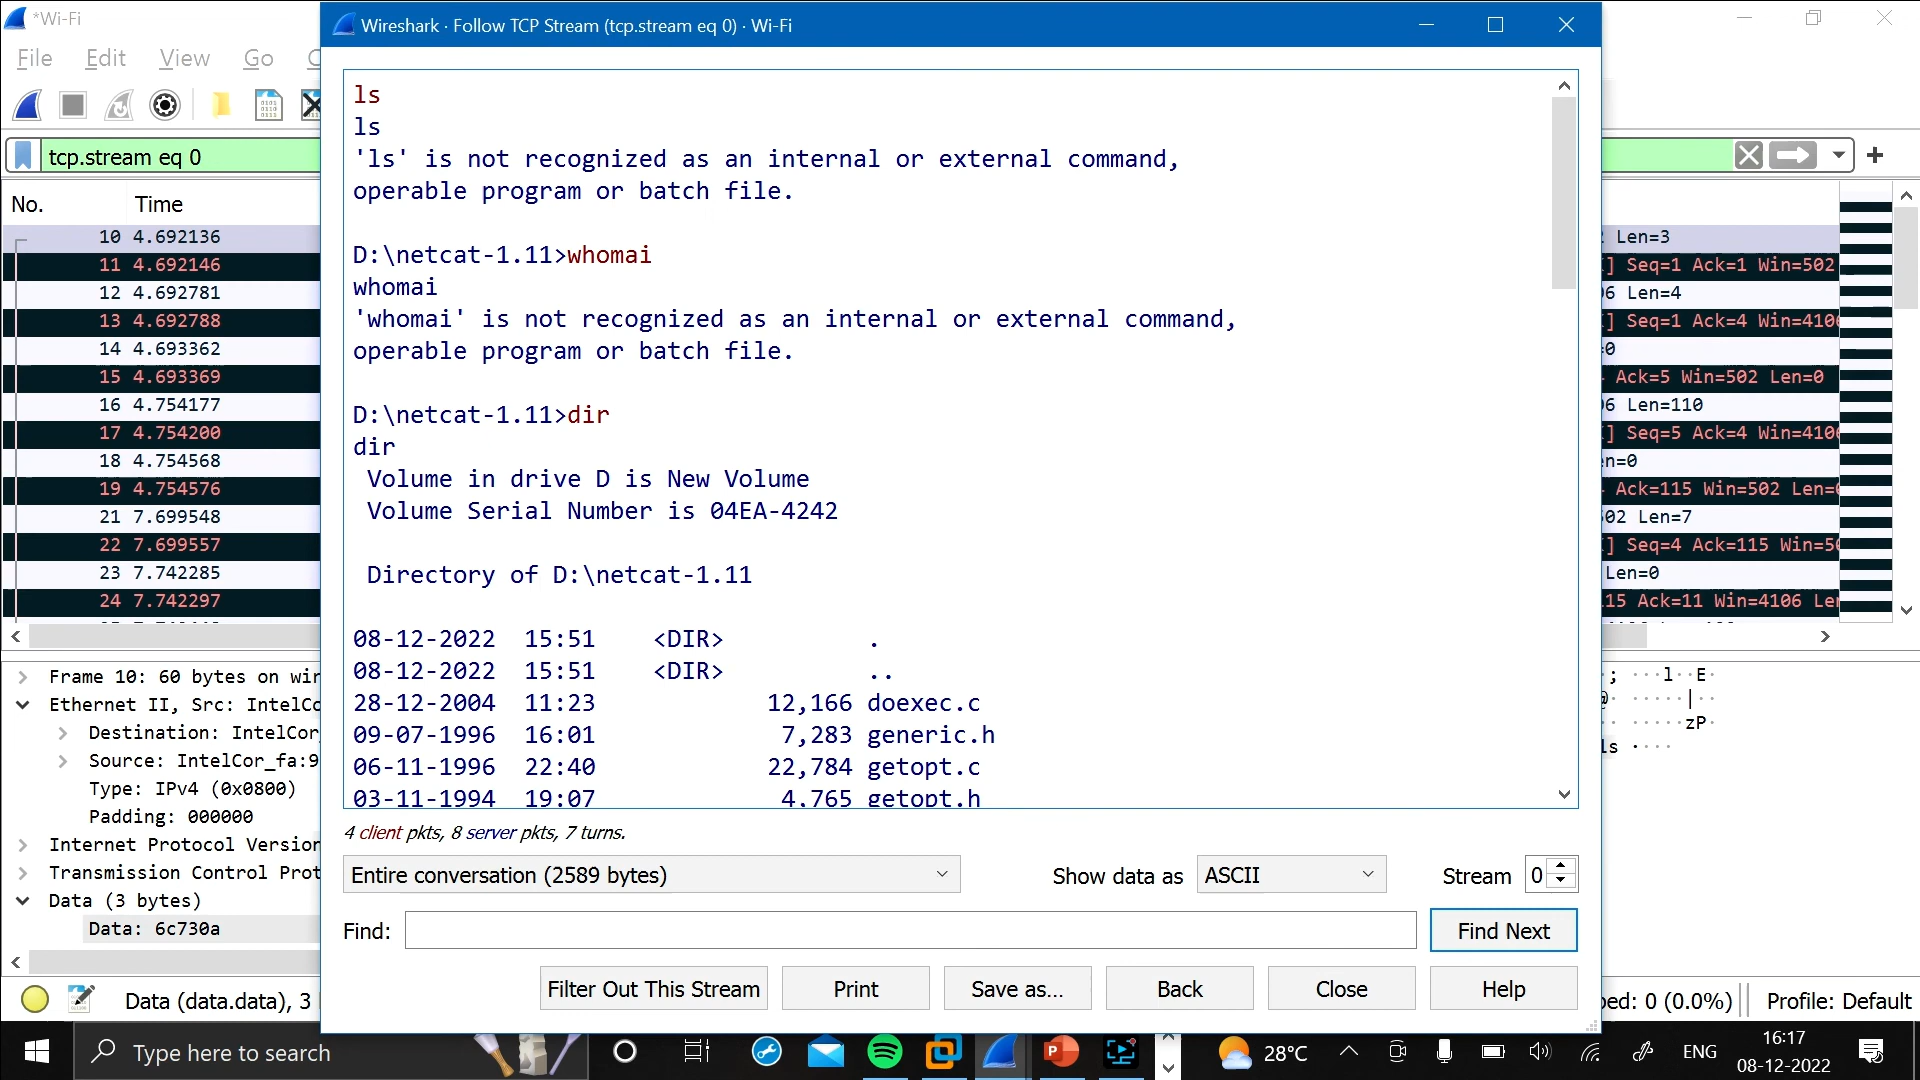 *Wi-Fi
Wireshark · Follow TCP Stream (tcp.stream eq 0) · Wi-Fi
File Edit View Go
tcp.stream eq 0
No. Time
10 4.692136
11 4.692146
12 4.692781
13 4.692788
14 4.693362
15 4.693369
16 4.754177
17 4.754200
18 4.754568
19 4.754576
21 7.699548
22 7.699557
23 7.742285
24 7.742297
Len=3
] Seq=1 Ack=1 Win=502
Len=4
] Seq=1 Ack=4 Win=410
=0
Ack=5 Win=502 Len=0
Len=110
] Seq=5 Ack=4 Win=410
n=0
Ack=115 Win=502 Len=
02 Len=7
] Seq=4 Ack=115 Win=5
Len=0
15 Ack=11 Win=4106 Le
ls
ls
'ls' is not recognized as an internal or external command,
operable program or batch file.
D:\netcat-1.11>whomai
whomai
'whomai' is not recognized as an internal or external command,
operable program or batch file.
D:\netcat-1.11>dir
dir
Volume in drive D is New Volume
Volume Serial Number is 04EA-4242
Directory of D:\netcat-1.11
08-12-2022 15:51 <DIR> .
08-12-2022 15:51 <DIR> ..
28-12-2004 11:23 12,166 doexec.c
09-07-1996 16:01 7,283 generic.h
06-11-1996 22:40 22,784 getopt.c
03-11-1994 19:07 4,765 getopt.h
4 client pkts, 8 server pkts, 7 turns.
Entire conversation (2589 bytes)
Show data as ASCII
Stream 0
Find:
Find Next
Filter Out This Stream
Print
Save as...
Back
Close
Help
Frame 10: 60 bytes on wir
Ethernet II, Src: IntelCo
Destination: IntelCor
Source: IntelCor_fa:9
Type: IPv4 (0x0800)
Padding: 000000
Internet Protocol Version
Transmission Control Prot
Data (3 bytes)
Data: 6c730a
; ···l··E·
@· ·····|··
·· ·····zP·
ls ····
Data (data.data), 3
ped: 0 (0.0%)
Profile: Default
Type here to search
28°C
ENG
16:17
08-12-2022